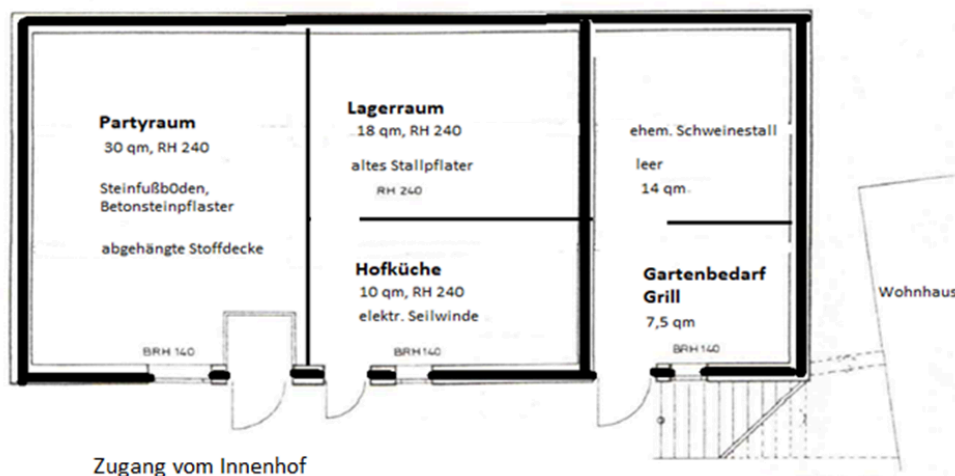 Partyraum
30 qm, RH 240
Steinfußb0den,
Betonsteinpflaster
abgehängte Stoffdecke
BRH 140
Lagerraum
18 qm, RH 240
altes Stallpflater
RH 240
Hofküche
10 qm, RH 240
elektr. Seilwinde
BRH 140
ehem. Schweinestall
leer
14 qm.
Gartenbedarf
Grill
7,5 qm
BRH 140
Wohnhaus
Zugang vom Innenhof